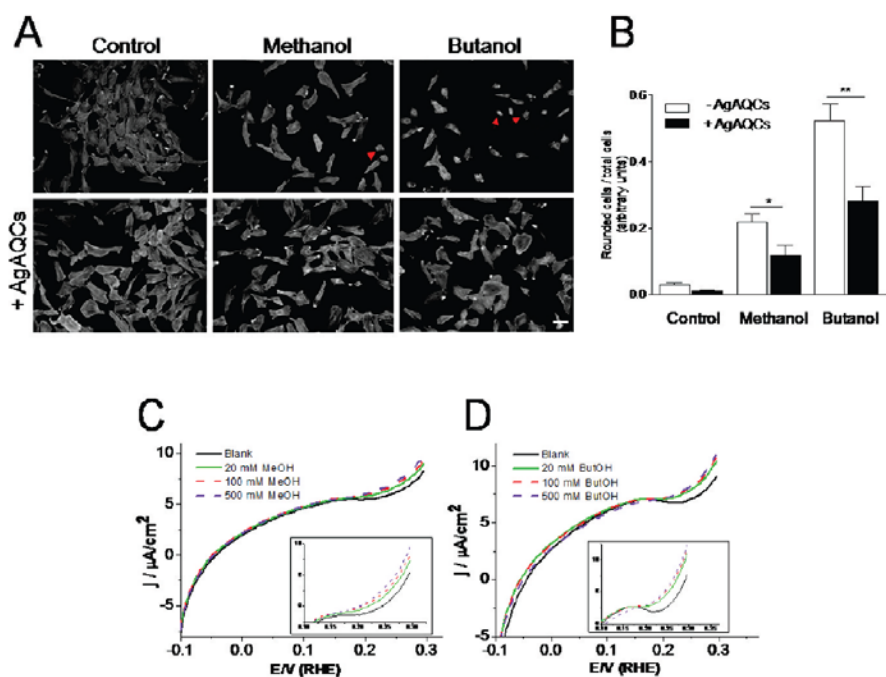 A
Control
Methanol
Butanol
+ AgAQCs
B
Rounded cells / total cells
(arbitrary units)
0.6
0.4
0.2
0.0
-AgAQCs
+AgAQCs
*
**
Control
Methanol
Butanol
C
J / µA/cm²
10
5
0
-5
Blank
20 mM MeOH
100 mM MeOH
500 mM MeOH
-0.1
0.0
0.1
0.2
0.3
E/V (RHE)
D
J / µA/cm²
10
5
0
-5
Blank
20 mM ButOH
100 mM ButOH
500 mM ButOH
-0.1
0.0
0.1
0.2
0.3
E/V (RHE)